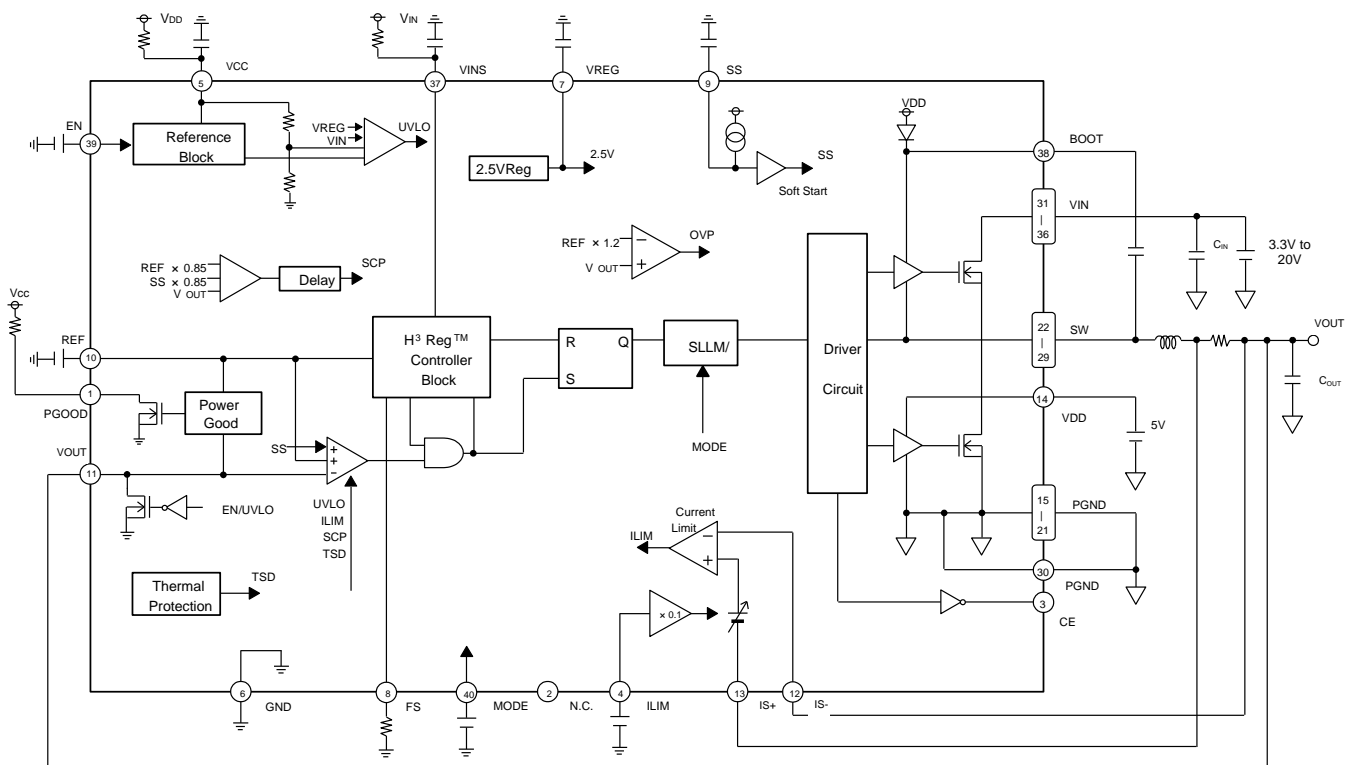 VDD
VIN
VCC
5
VINS
37
VREG
7
SS
9
EN
39
Reference
Block
VREG
VIN
UVLO
2.5VReg
2.5V
SS
Soft Start
VDD
BOOT
38
31
|
36
VIN
CIN
3.3V to
20V
REF × 0.85
SS × 0.85
V OUT
Delay
SCP
REF × 1.2
V OUT
−
+
OVP
Vcc
REF
10
H³ Reg™
Controller
Block
R
Q
S
SLLM/
MODE
Driver
Circuit
22
|
29
SW
VOUT
COUT
1
PGOOD
Power
Good
14
VDD
5V
VOUT
11
SS
+
+
−
EN/UVLO
UVLO
ILIM
SCP
TSD
15
|
21
PGND
Current
Limit
ILIM
−
+
30
PGND
Thermal
Protection
TSD
× 0.1
3
CE
6
GND
8
FS
40
MODE
2
N.C.
4
ILIM
13
IS+
12
IS-